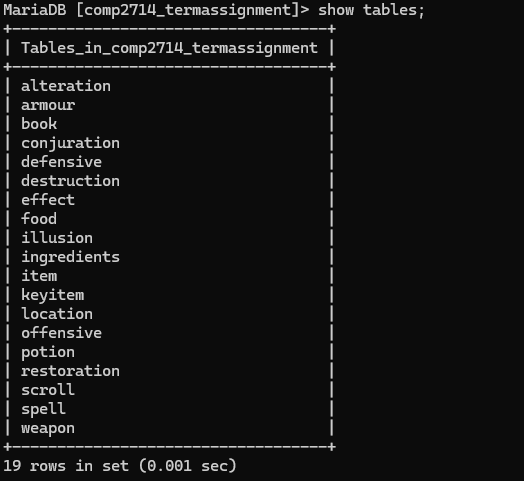 MariaDB [comp2714_termassignment]> show tables;
+-----------------------------------+
| Tables_in_comp2714_termassignment |
+-----------------------------------+
| alteration                        |
| armour                            |
| book                              |
| conjuration                       |
| defensive                         |
| destruction                       |
| effect                            |
| food                              |
| illusion                          |
| ingredients                       |
| item                              |
| keyitem                           |
| location                          |
| offensive                         |
| potion                            |
| restoration                       |
| scroll                            |
| spell                             |
| weapon                            |
+-----------------------------------+
19 rows in set (0.001 sec)